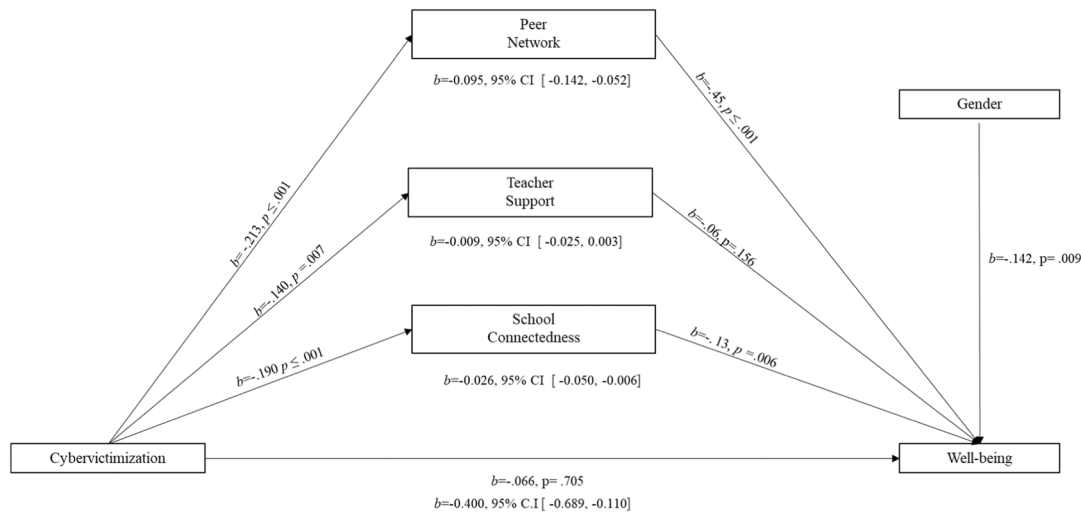 Peer
Network
b=-0.095, 95% CI [ -0.142, -0.052]
b=-.45, p ≤ .001
Gender
b= -.213, p ≤ .001
Teacher
Support
b=-0.009, 95% CI [ -0.025, 0.003]
b=-.06, p=.156
b=-.142, p= .009
b=-.140, p =.007
School
Connectedness
b=-0.026, 95% CI [ -0.050, -0.006]
b=-. 13, p =.006
b=-.190 p ≤ .001
Cybervictimization
Well-being
b=-.066, p= .705
b=-0.400, 95% C.I [ -0.689, -0.110]